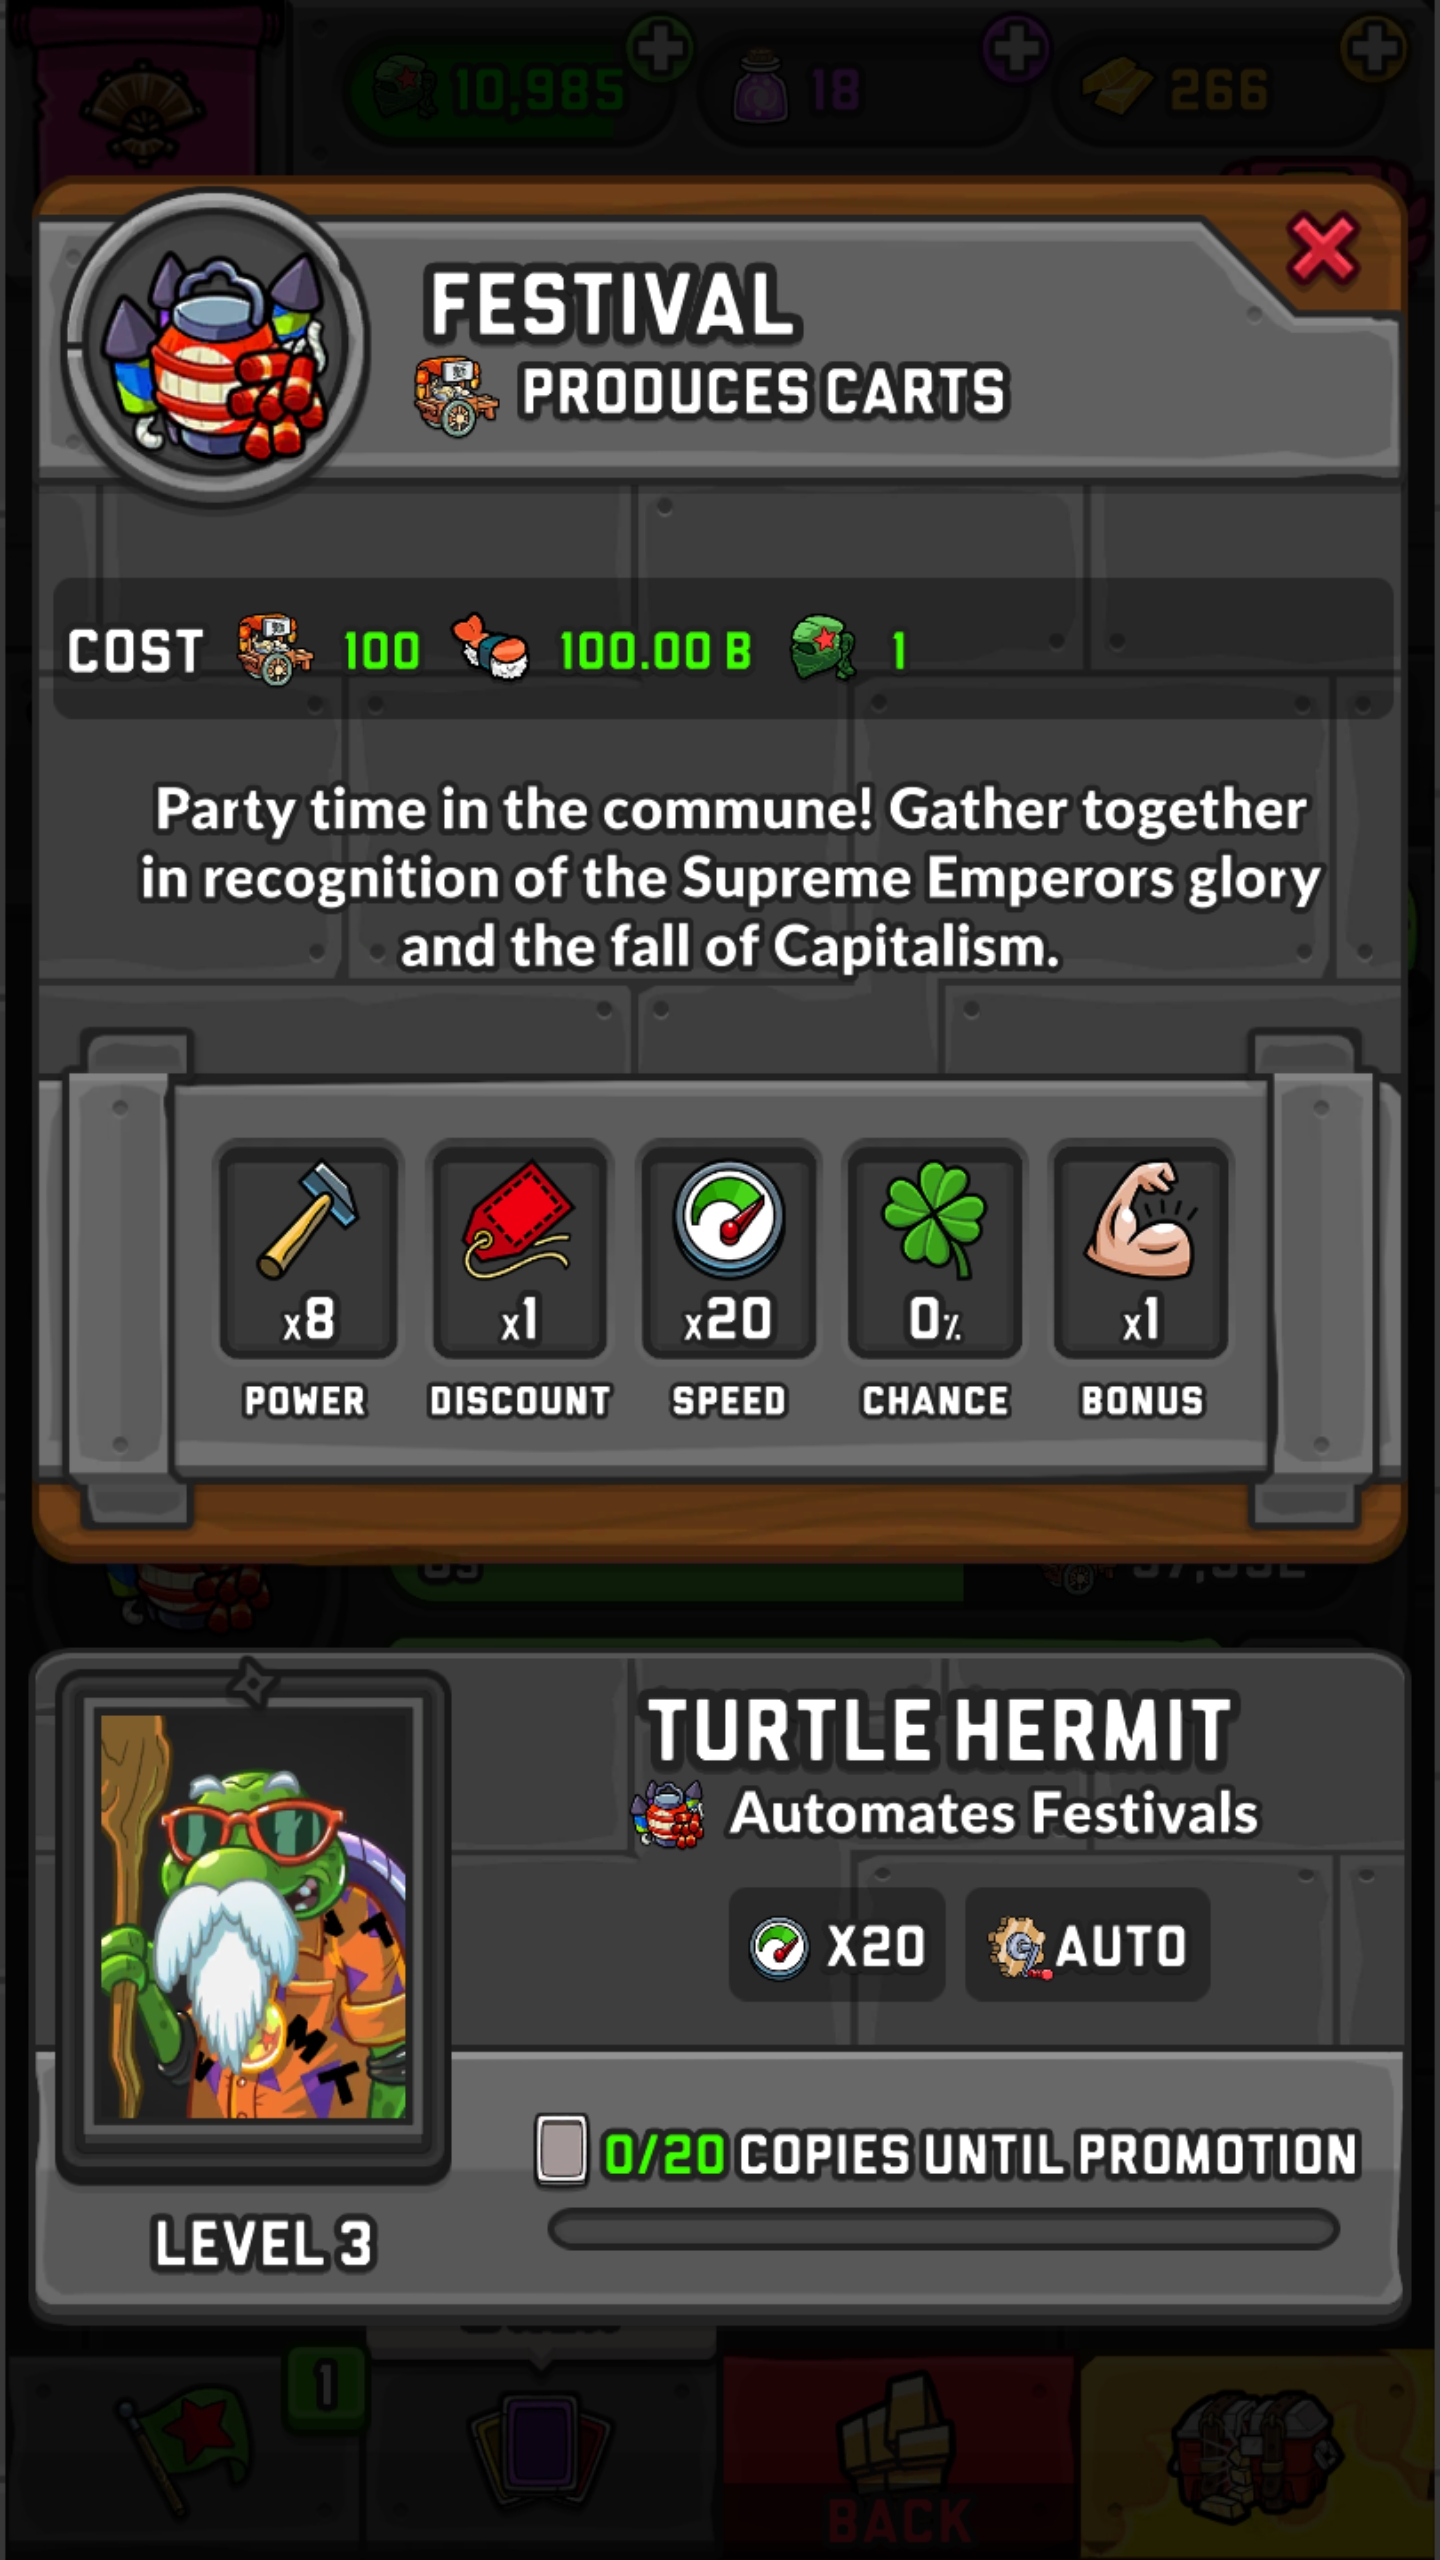 10,985 18 266
FESTIVAL
PRODUCES CARTS
COST 100 100.00 B 1
Party time in the commune! Gather together
in recognition of the Supreme Emperors glory
and the fall of Capitalism.
x8 x1 x20 0% x1
POWER DISCOUNT SPEED CHANCE BONUS
TURTLE HERMIT
Automates Festivals
X20 AUTO
M
T
T
0/20 COPIES UNTIL PROMOTION
LEVEL 3
1
BACK